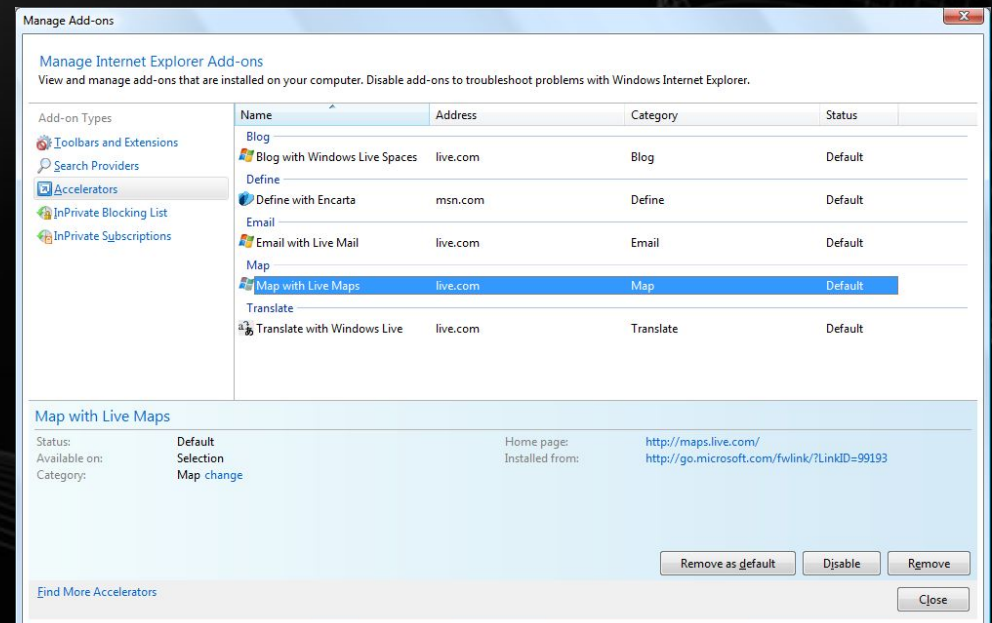 Manage Add-ons
Manage Internet Explorer Add-ons
View and manage add-ons that are installed on your computer. Disable add-ons to troubleshoot problems with Windows Internet Explorer.
Add-on Types
Toolbars and Extensions
Search Providers
Accelerators
InPrivate Blocking List
InPrivate Subscriptions
Name Address Category Status
Blog
Blog with Windows Live Spaces live.com Blog Default
Define
Define with Encarta msn.com Define Default
Email
Email with Live Mail live.com Email Default
Map
Map with Live Maps live.com Map Default
Translate
Translate with Windows Live live.com Translate Default
Map with Live Maps
Status: Default Home page: http://maps.live.com/
Available on: Selection Installed from: http://go.microsoft.com/fwlink/?LinkID=99193
Category: Map change
Remove as default Disable Remove
Find More Accelerators
Close